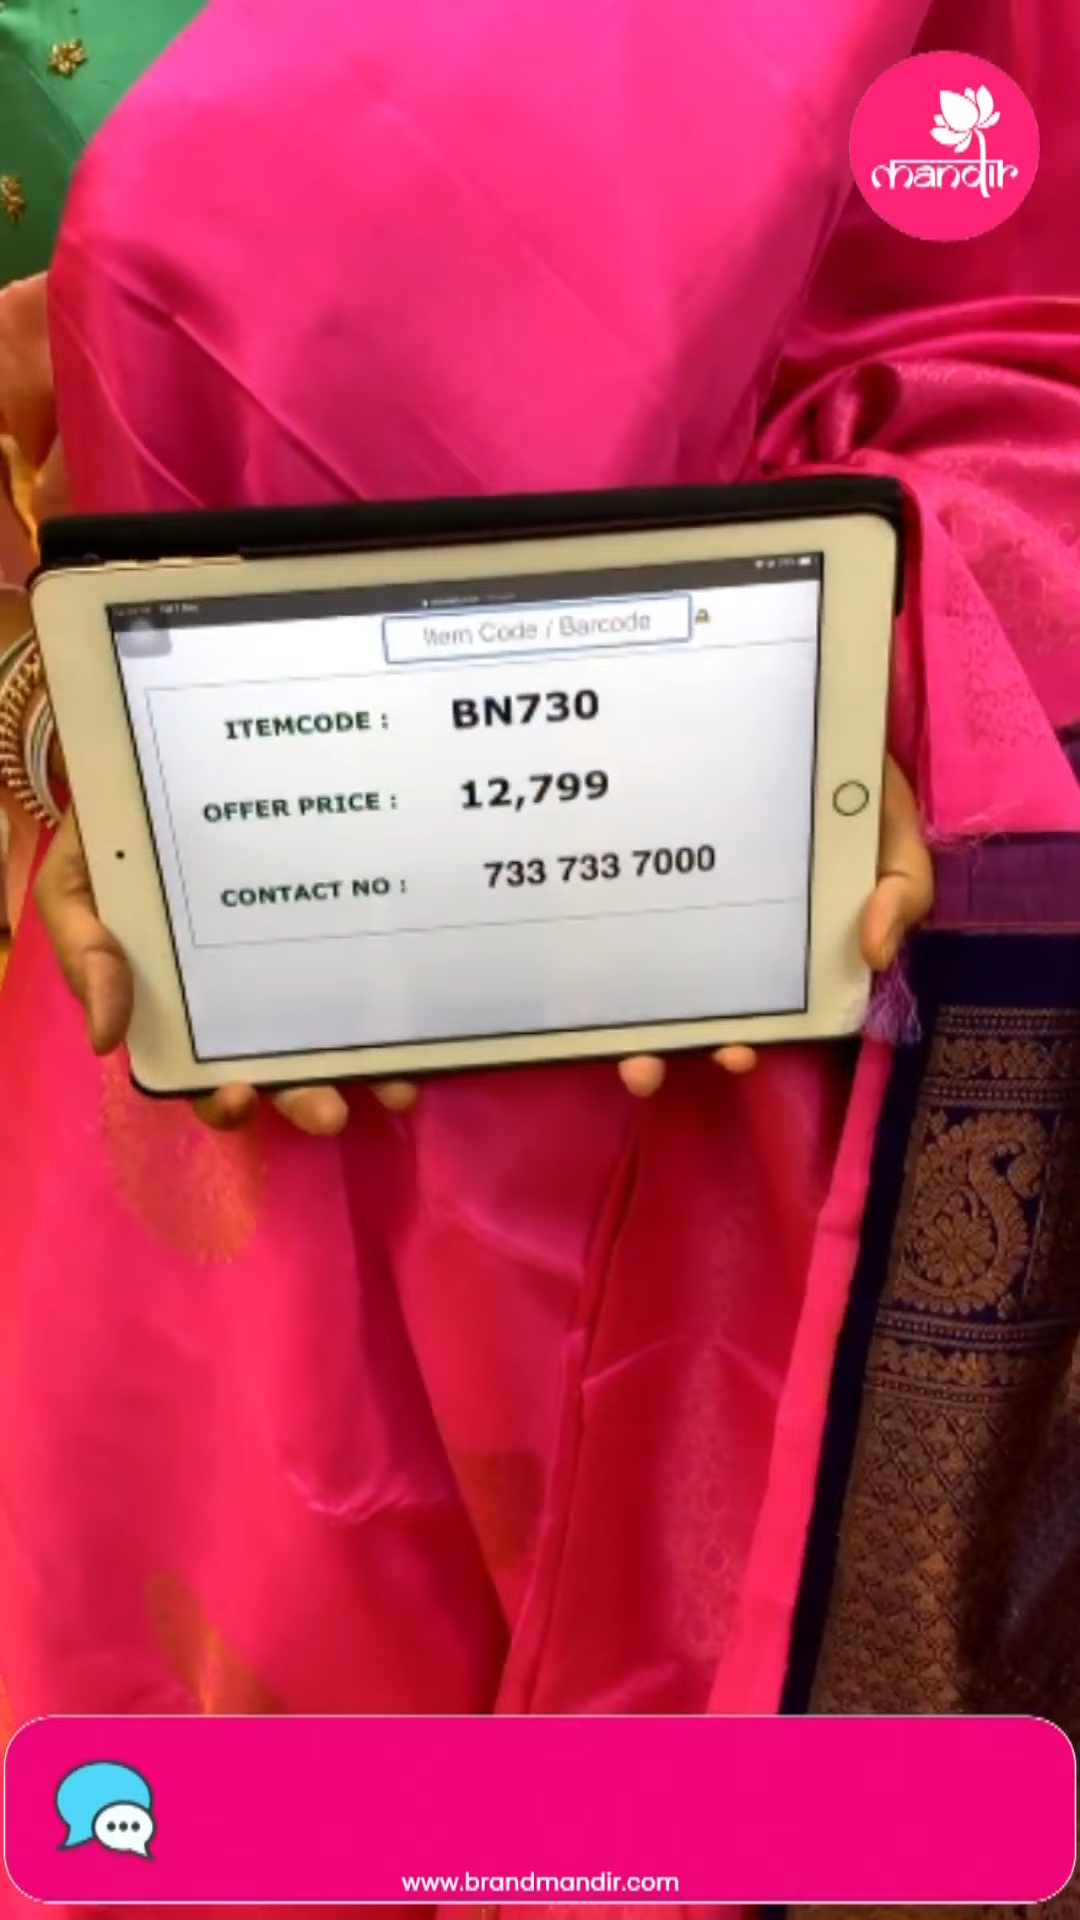 mandir
Item Code / Barcode
ITEMCODE : BN730
OFFER PRICE : 12,799
CONTACT NO : 733 733 7000
www.brandmandir.com